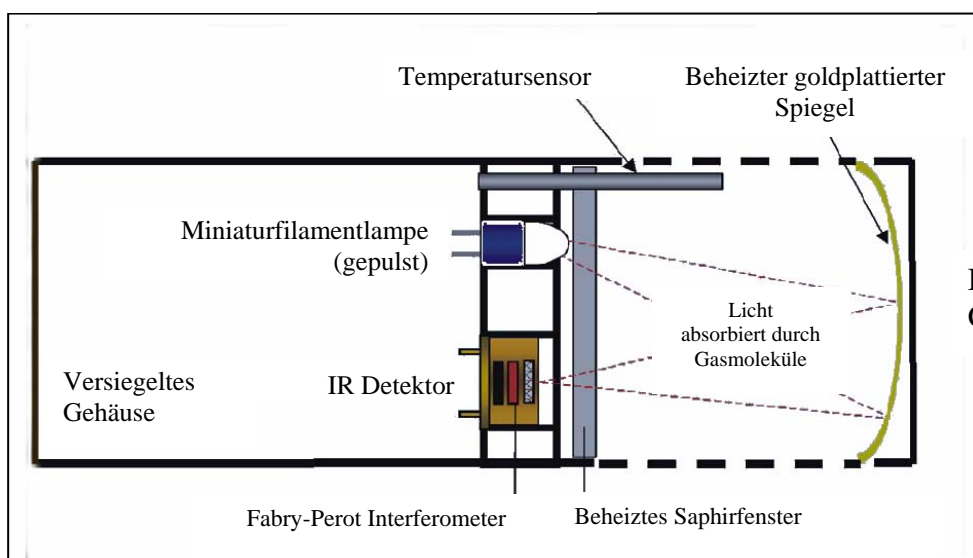 Temperatursensor
Beheizter goldplattierter
Spiegel
Miniaturfilamentlampe
(gepulst)
Licht
absorbiert durch
Gasmoleküle
Versiegeltes
Gehäuse
IR Detektor
Fabry-Perot Interferometer
Beheiztes Saphirfenster